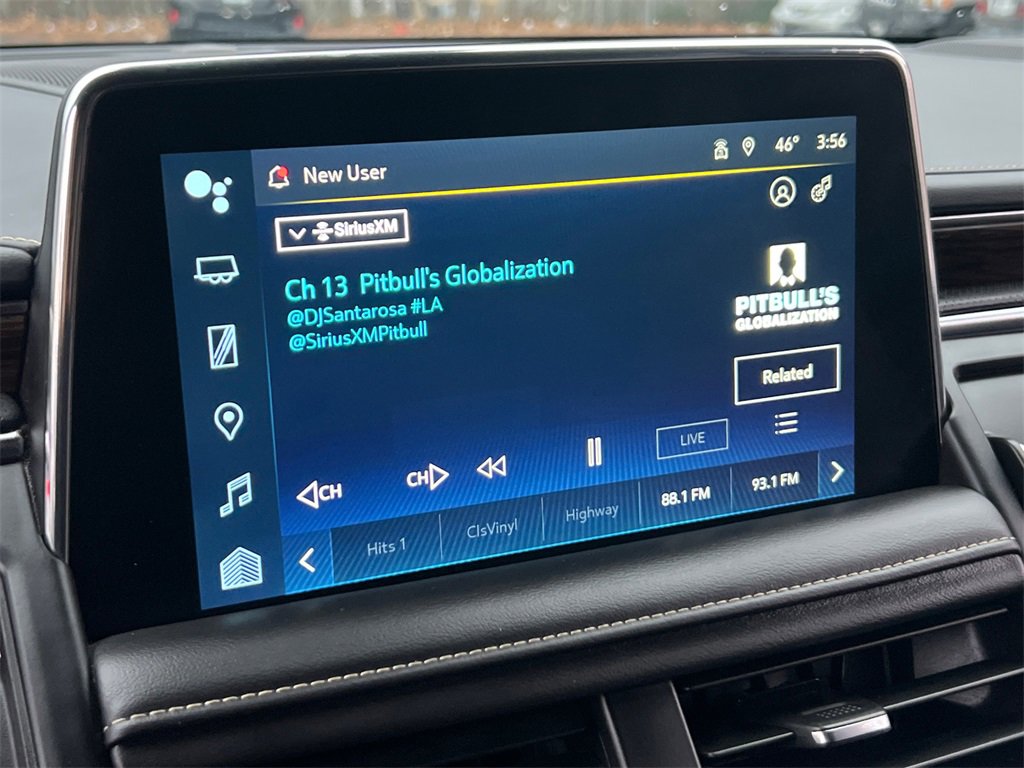 New User
46° 3:56
SiriusXM
Ch 13 Pitbull's Globalization
@DJSantarosa #LA
@SiriusXMPitbull
PITBULL'S
GLOBALIZATION
Related
CH
CH
LIVE
Hits 1
ClsVinyl
Highway
88.1 FM
93.1 FM